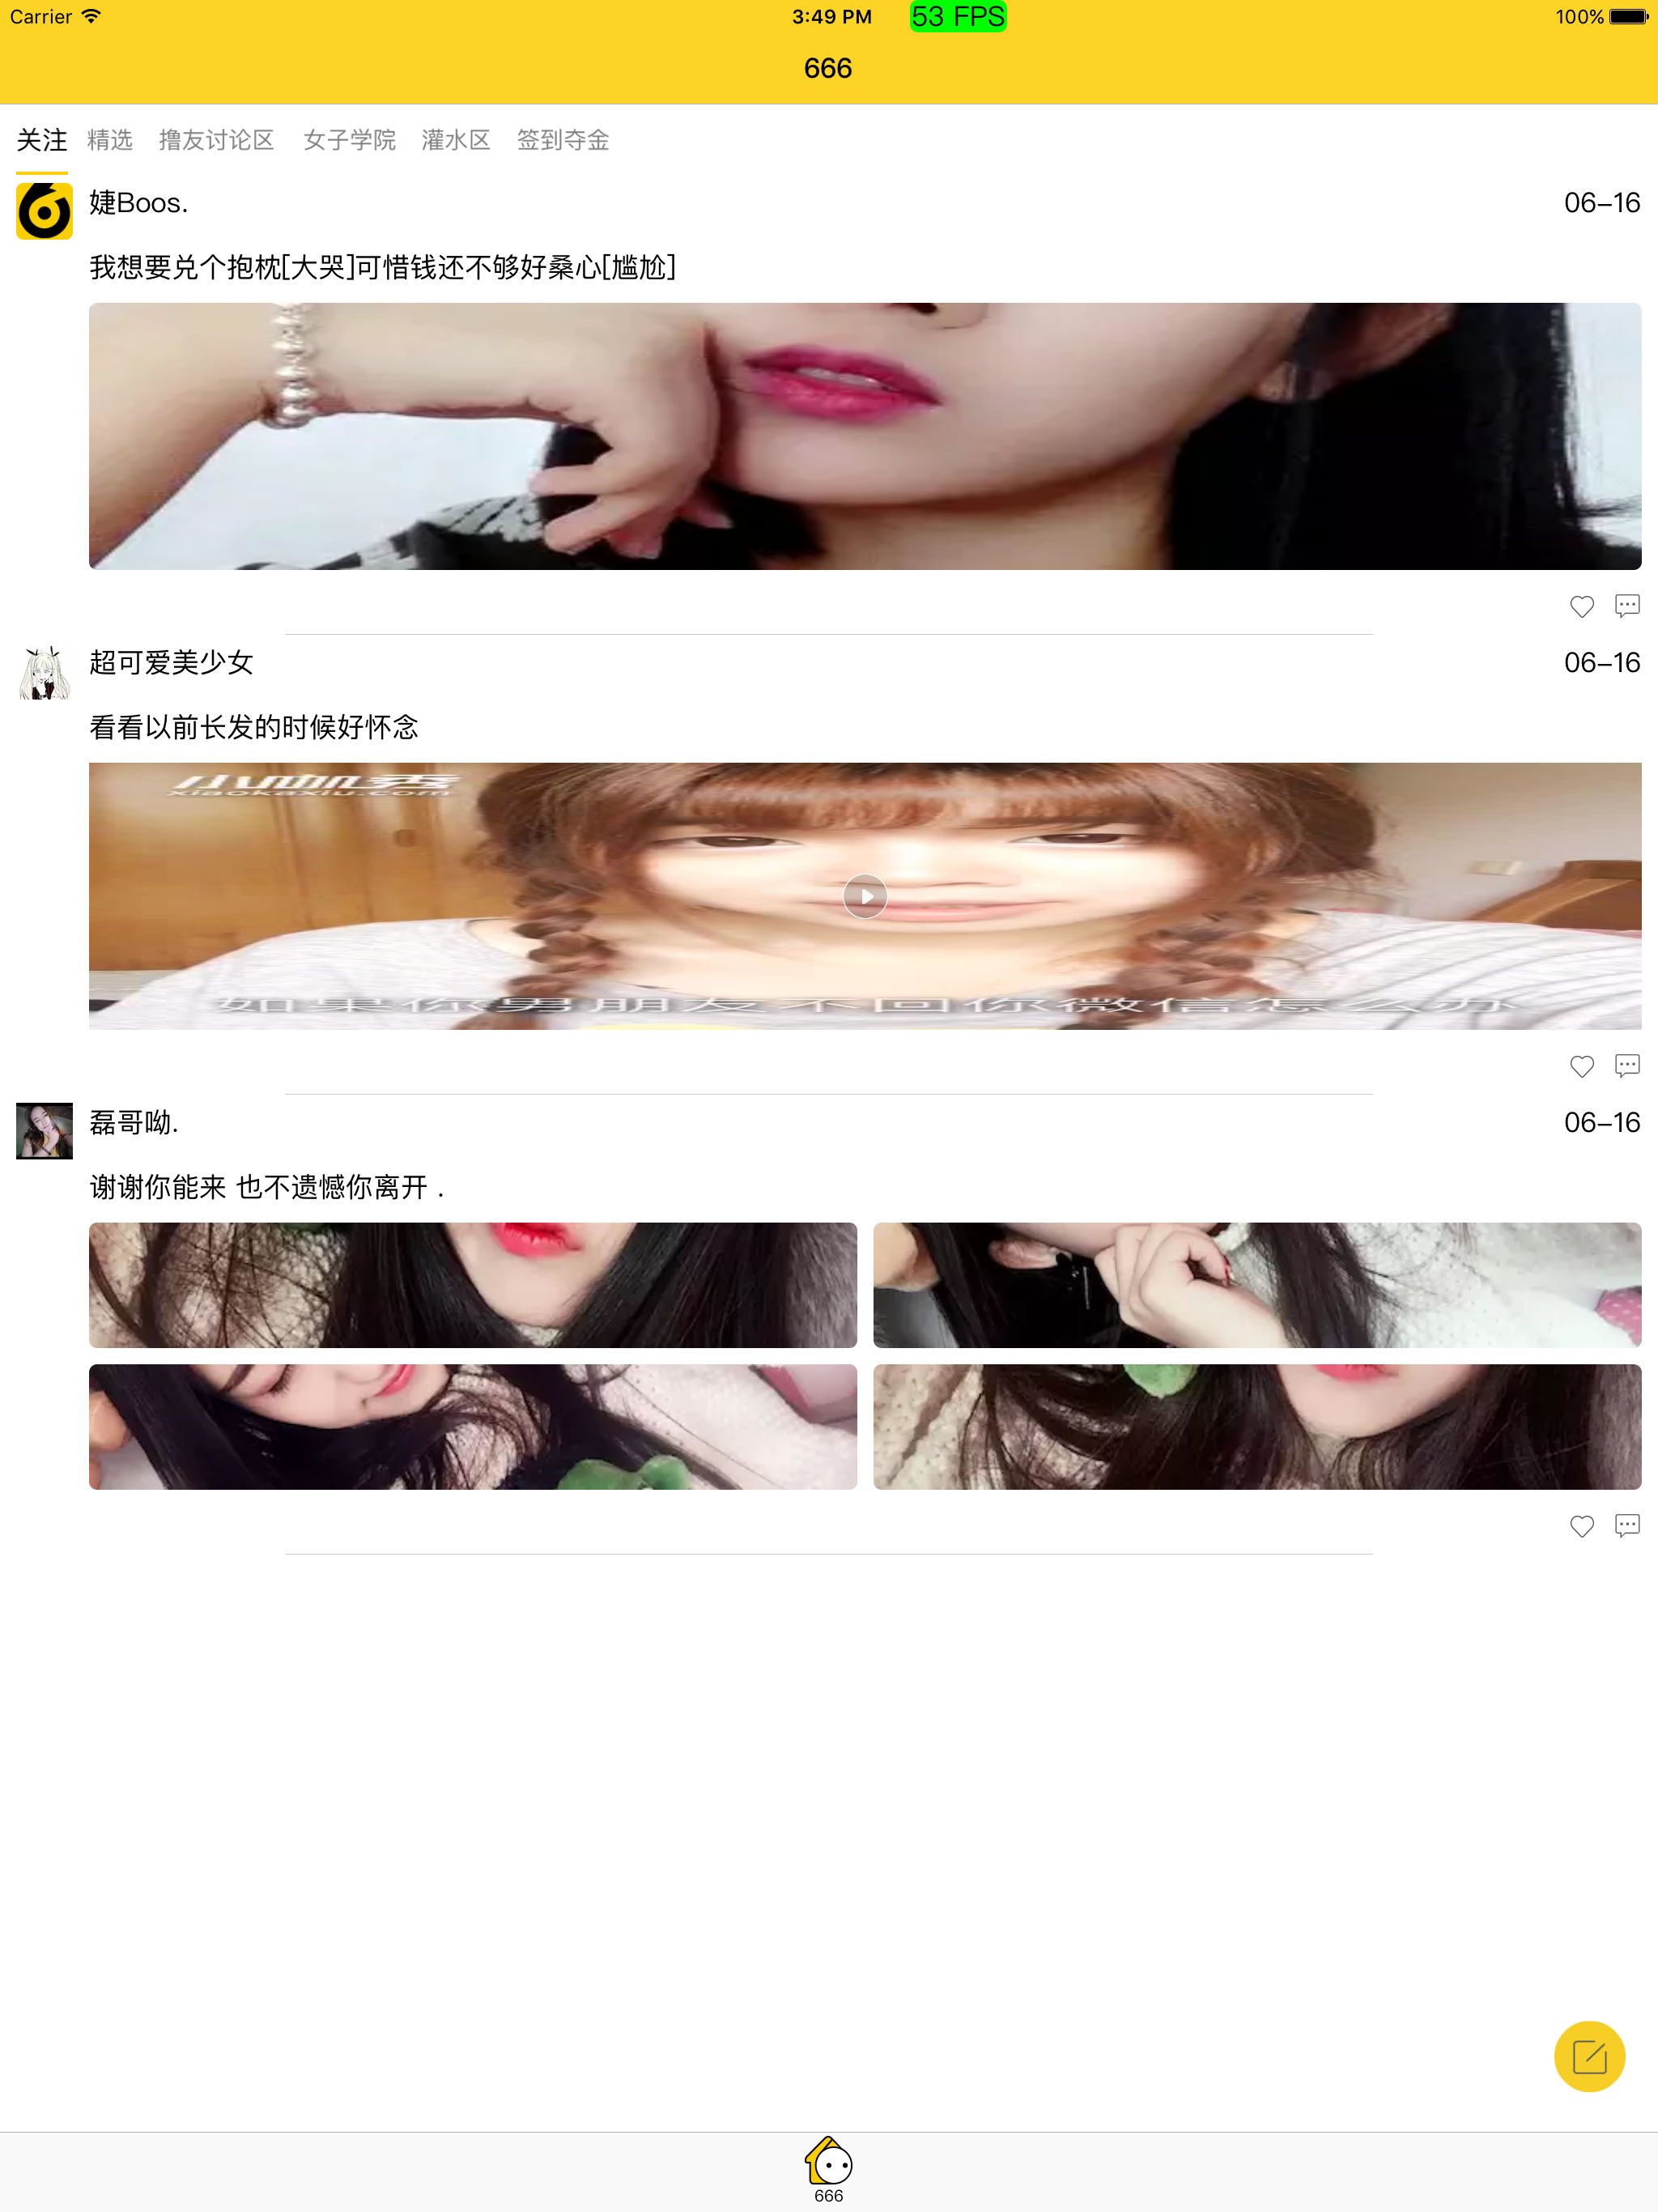 Carrier 3:49 PM 53 FPS 100%
666
关注 精选 撸友讨论区 女子学院 灌水区 签到夺金
婕Boos. 06-16
我想要兑个抱枕[大哭]可惜钱还不够好桑心[尴尬]
超可爱美少女 06-16
看看以前长发的时候好怀念
小咖秀
xiaokaxiu.com
如果你男朋友不回你微信怎么办
磊哥呦. 06-16
谢谢你能来 也不遗憾你离开 .
666